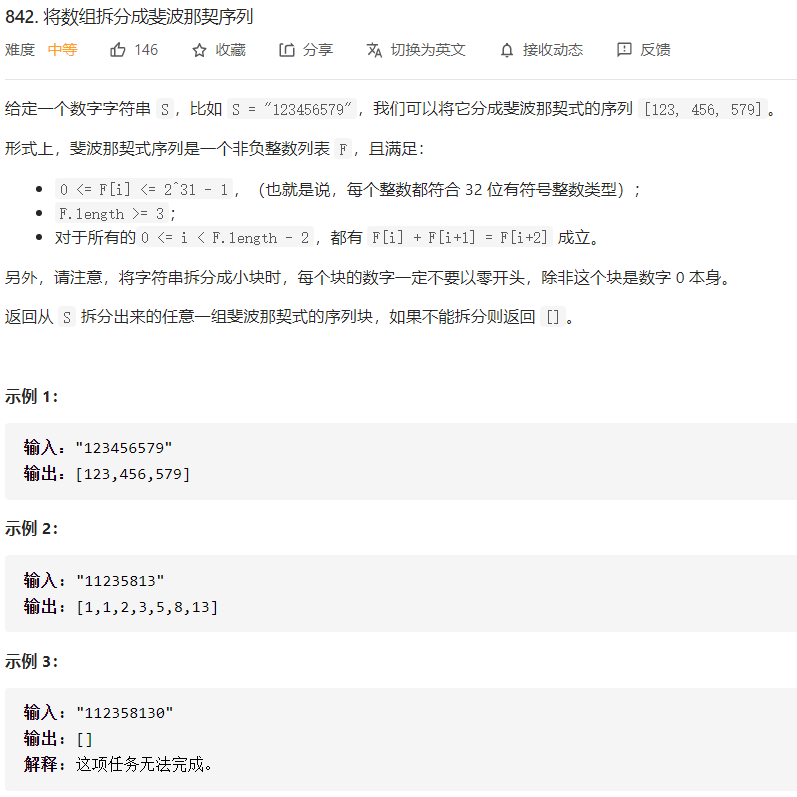 842. 将数组拆分成斐波那契序列
难度 中等 146 收藏 分享 切换为英文 接收动态 反馈
给定一个数字字符串 S，比如 S = "123456579"，我们可以将它分成斐波那契式的序列 [123, 456, 579]。
形式上，斐波那契式序列是一个非负整数列表 F，且满足：
• 0 <= F[i] <= 2^31 - 1，（也就是说，每个整数都符合 32 位有符号整数类型）；
• F.length >= 3；
• 对于所有的 0 <= i < F.length - 2，都有 F[i] + F[i+1] = F[i+2] 成立。
另外，请注意，将字符串拆分成小块时，每个块的数字一定不要以零开头，除非这个块是数字 0 本身。
返回从 S 拆分出来的任意一组斐波那契式的序列块，如果不能拆分则返回 []。
示例 1：
输入："123456579"
输出：[123,456,579]
示例 2：
输入："11235813"
输出：[1,1,2,3,5,8,13]
示例 3：
输入："112358130"
输出：[]
解释：这项任务无法完成。